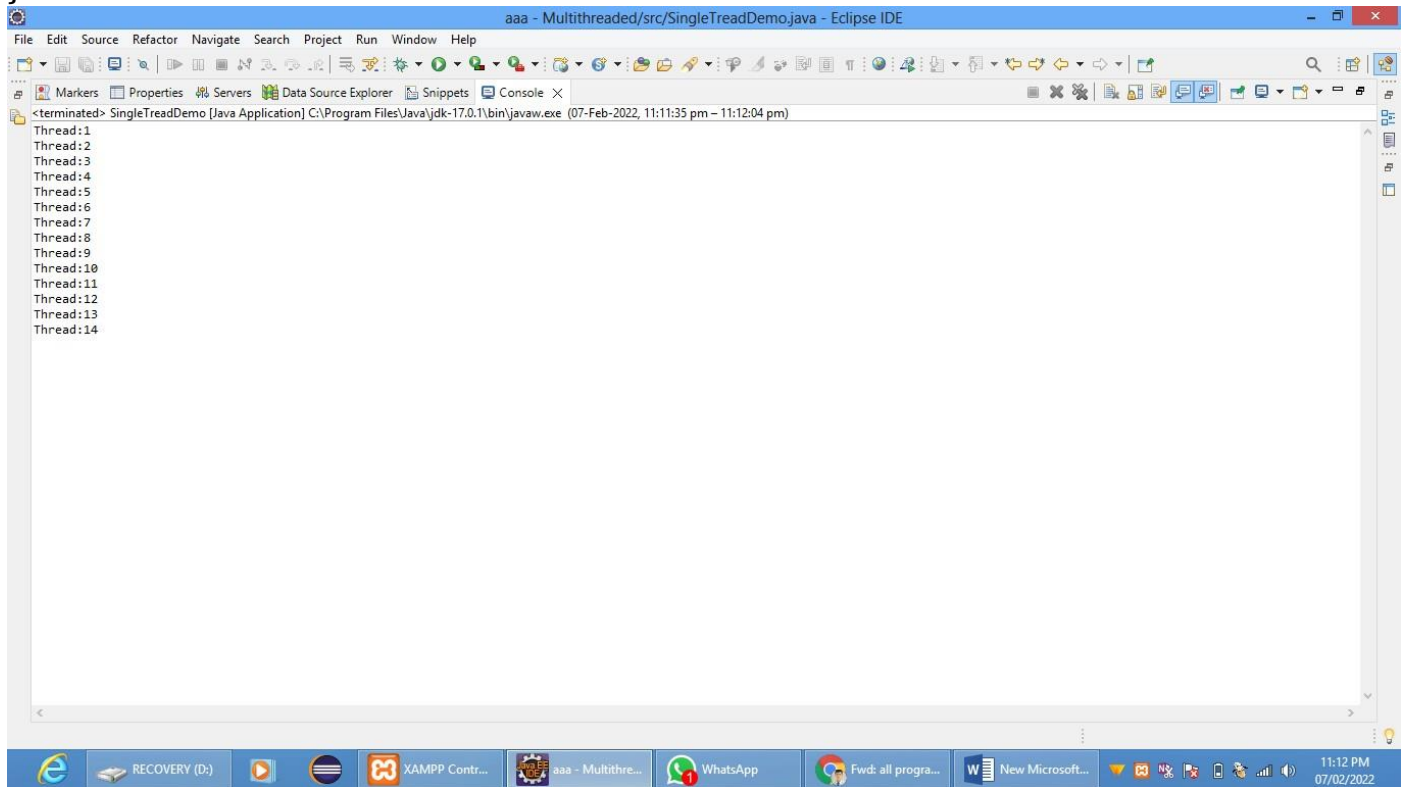 aaa - Multithreaded/src/SingleTreadDemo.java - Eclipse IDE
File Edit Source Refactor Navigate Search Project Run Window Help
Markers Properties Servers Data Source Explorer Snippets Console
<terminated> SingleTreadDemo [Java Application] C:\Program Files\Java\jdk-17.0.1\bin\javaw.exe (07-Feb-2022, 11:11:35 pm – 11:12:04 pm)
Thread:1
Thread:2
Thread:3
Thread:4
Thread:5
Thread:6
Thread:7
Thread:8
Thread:9
Thread:10
Thread:11
Thread:12
Thread:13
Thread:14
RECOVERY (D:) XAMPP Contr... aaa - Multithre... WhatsApp Fwd: all progra... New Microsoft... 11:12 PM
07/02/2022